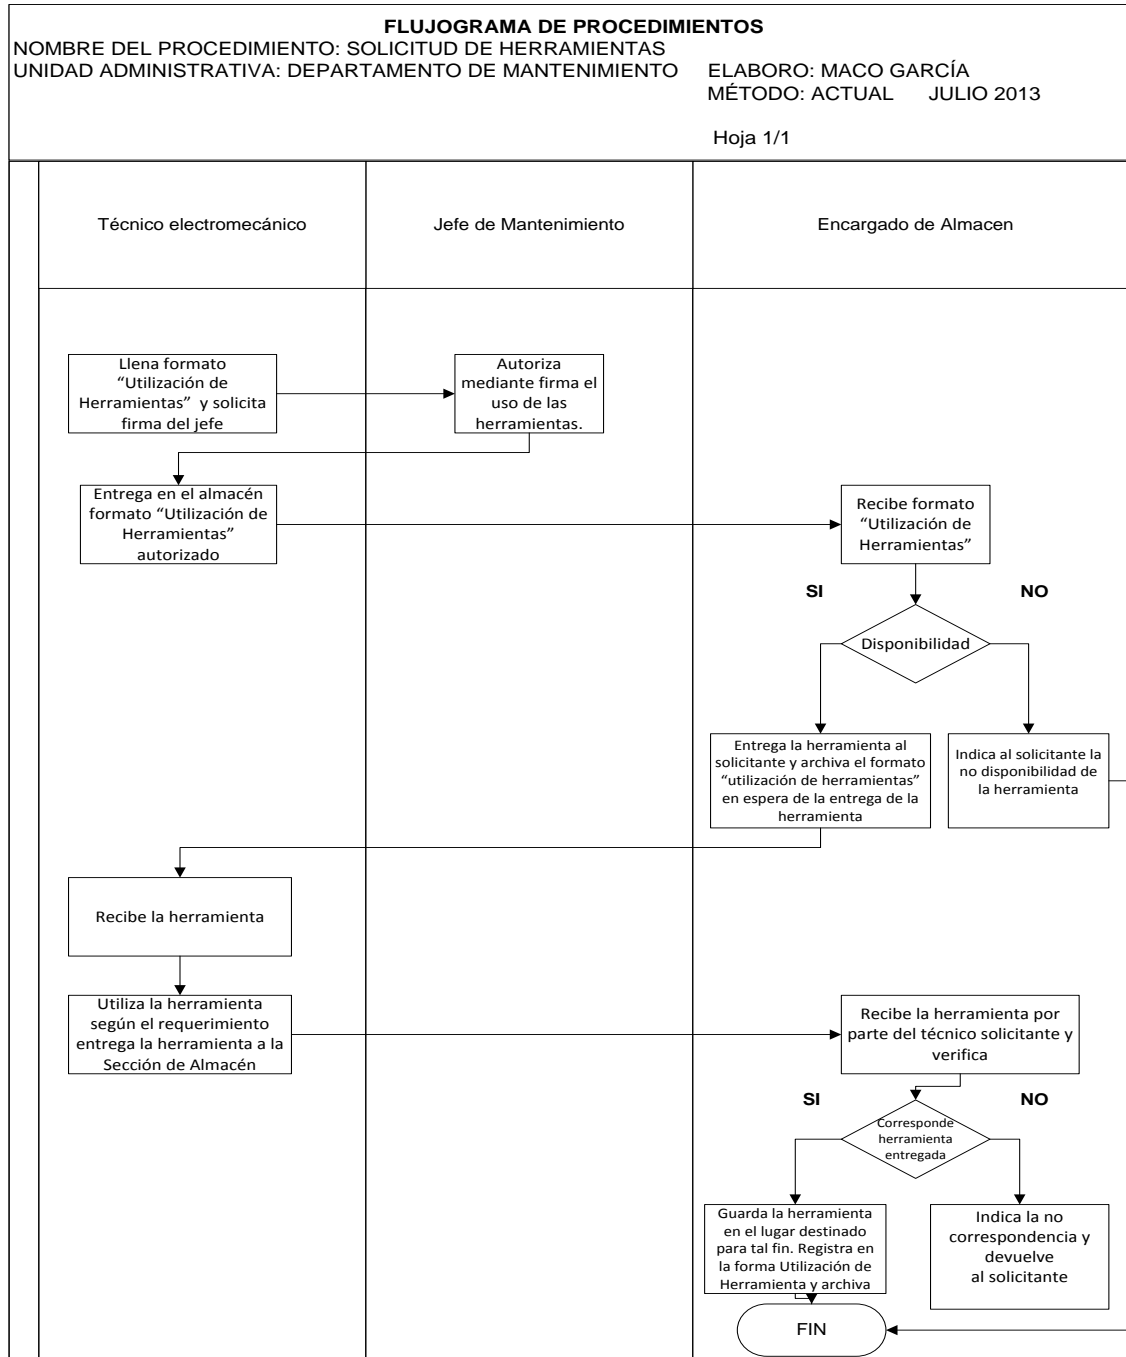 FLUJOGRAMA DE PROCEDIMIENTOS
NOMBRE DEL PROCEDIMIENTO: SOLICITUD DE HERRAMIENTAS
UNIDAD ADMINISTRATIVA: DEPARTAMENTO DE MANTENIMIENTO ELABORO: MACO GARCÍA
MÉTODO: ACTUAL JULIO 2013
Hoja 1/1
Técnico electromecánico
Jefe de Mantenimiento
Encargado de Almacen
Llena formato
“Utilización de
Herramientas” y solicita
firma del jefe
Autoriza
mediante firma el
uso de las
herramientas.
Entrega en el almacén
formato “Utilización de
Herramientas”
autorizado
Recibe formato
“Utilización de
Herramientas”
SI
NO
Disponibilidad
Entrega la herramienta al
solicitante y archiva el formato
“utilización de herramientas”
en espera de la entrega de la
herramienta
Indica al solicitante la
no disponibilidad de
la herramienta
Recibe la herramienta
Utiliza la herramienta
según el requerimiento
entrega la herramienta a la
Sección de Almacén
Recibe la herramienta por
parte del técnico solicitante y
verifica
SI
NO
Corresponde
herramienta
entregada
Guarda la herramienta
en el lugar destinado
para tal fin. Registra en
la forma Utilización de
Herramienta y archiva
Indica la no
correspondencia y
devuelve
al solicitante
FIN